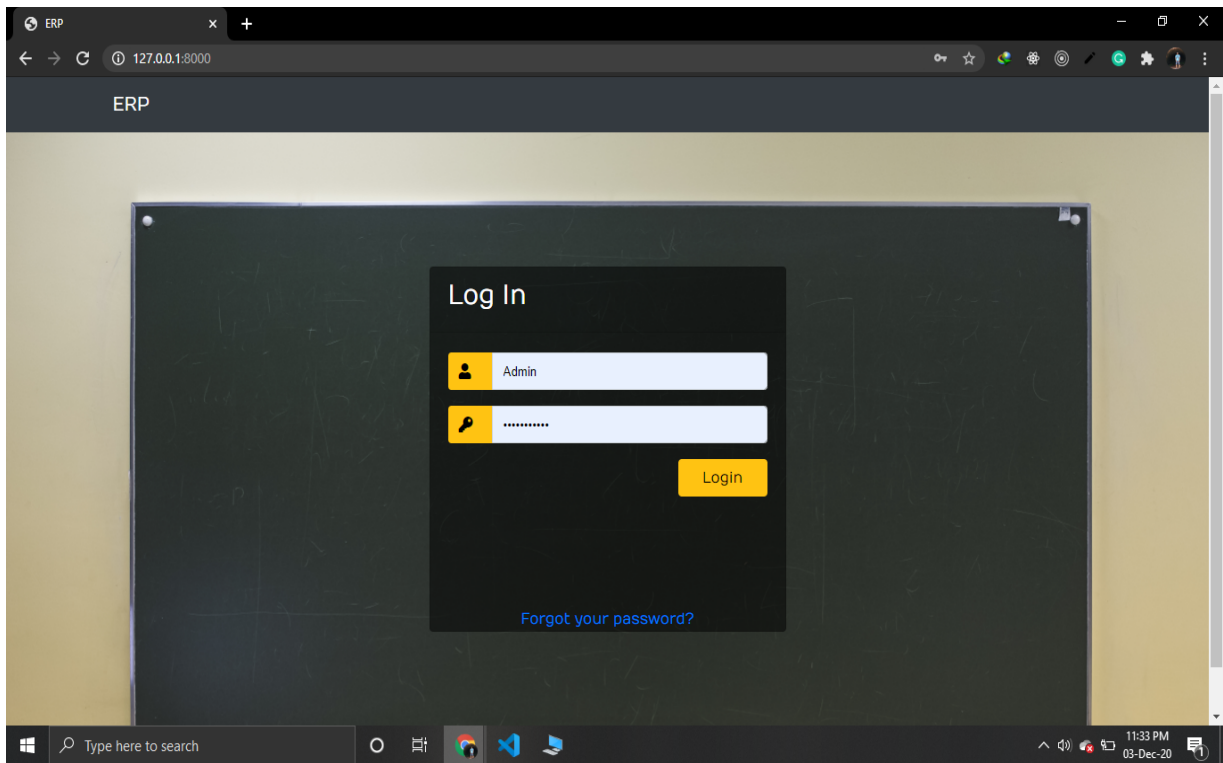 ERP
127.0.0.1:8000
ERP
Log In
Admin
Login
Forgot your password?
Type here to search
11:33 PM
03-Dec-20
1